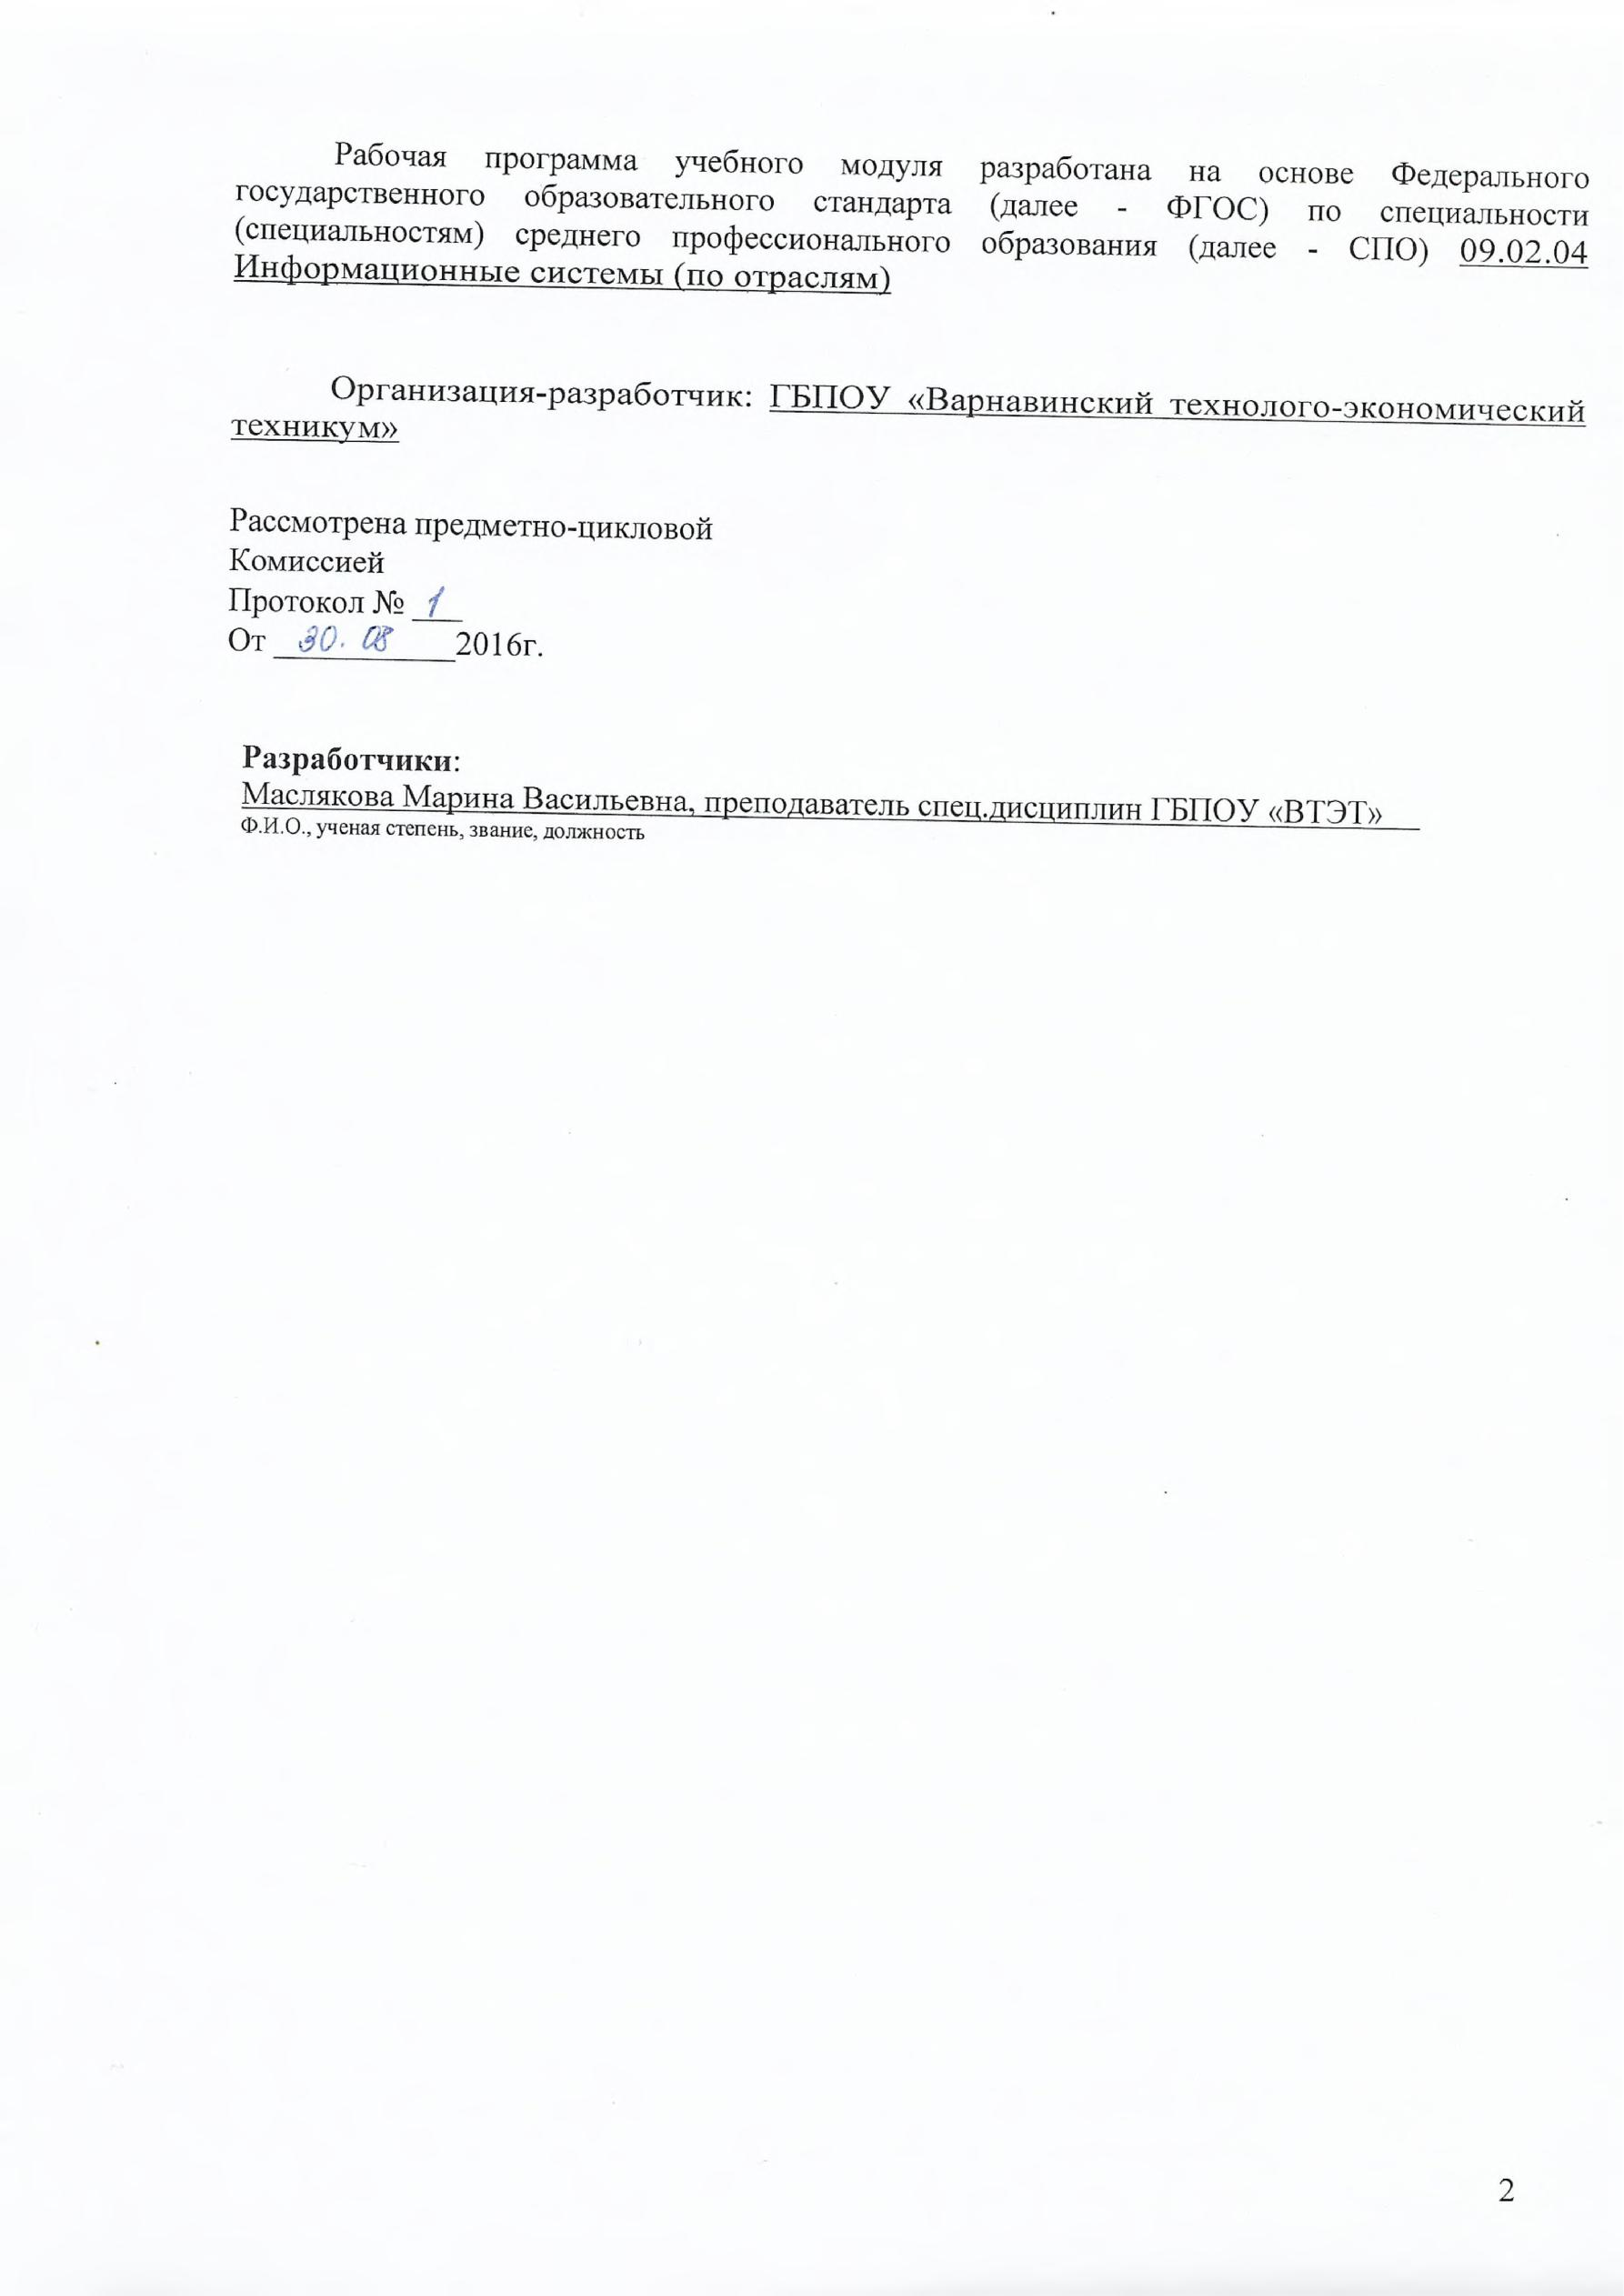 Рабочая программа учебного модуля разработана на основе Федерального
государственного образовательного стандарта (далее - ФГОС) по специальности
(специальностям) среднего профессионального образования (далее - СПО) 09.02.04
Информационные системы (по отраслям)
Организация-разработчик: ГБПОУ «Варнавинский технолого-экономический
техникум»
Рассмотрена предметно-цикловой
Комиссией
Протокол № 1
От 30. 08 2016г.
Разработчики:
Маслякова Марина Васильевна, преподаватель спец.дисциплин ГБПОУ «ВТЭТ»
Ф.И.О., ученая степень, звание, должность
2